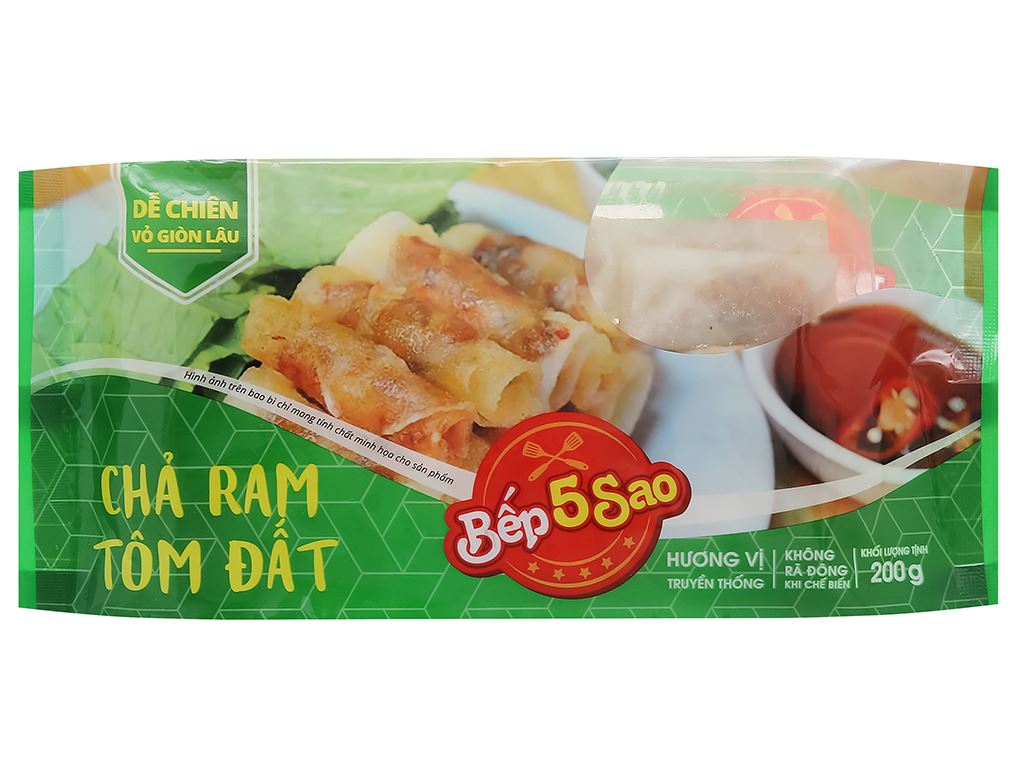 DỄ CHIÊN
VỎ GIÒN LÂU
Hình ảnh trên bao bì chỉ mang tính chất minh họa cho sản phẩm
CHẢ RAM
TÔM ĐẤT
Bếp 5 Sao
HƯƠNG VỊ
TRUYỀN THỐNG
KHÔNG
RÃ ĐÔNG
KHI CHẾ BIẾN
KHỐI LƯỢNG TỊNH
200g